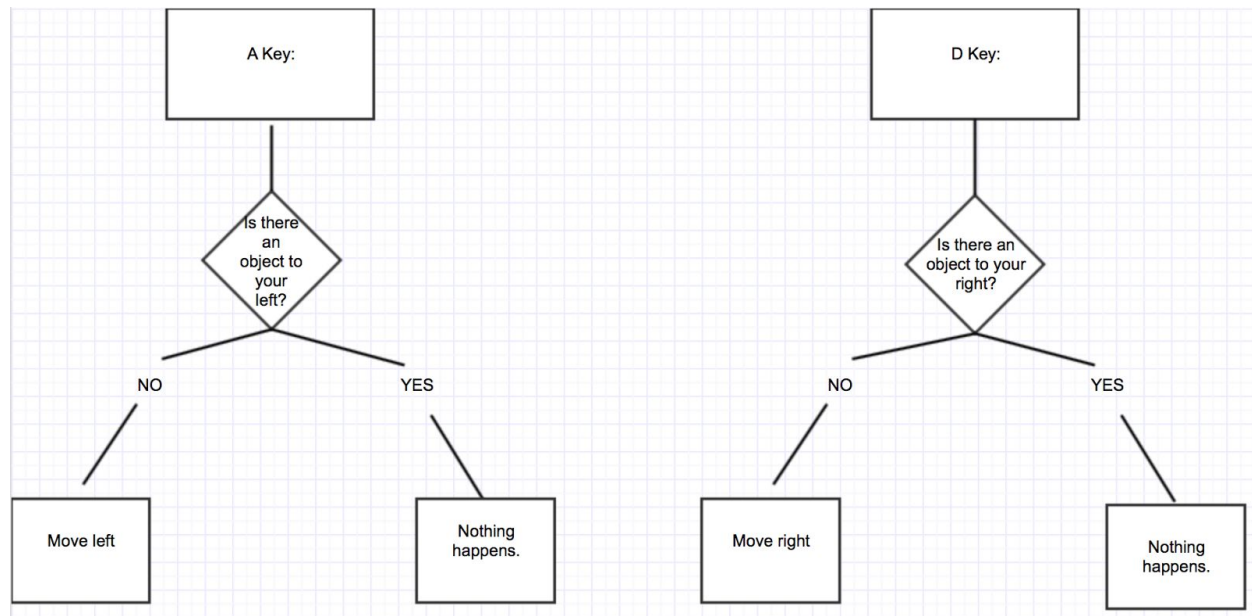 A Key:
Is there
an
object to
your
left?
NO
YES
Move left
Nothing
happens.
D Key:
Is there an
object to your
right?
NO
YES
Move right
Nothing
happens.